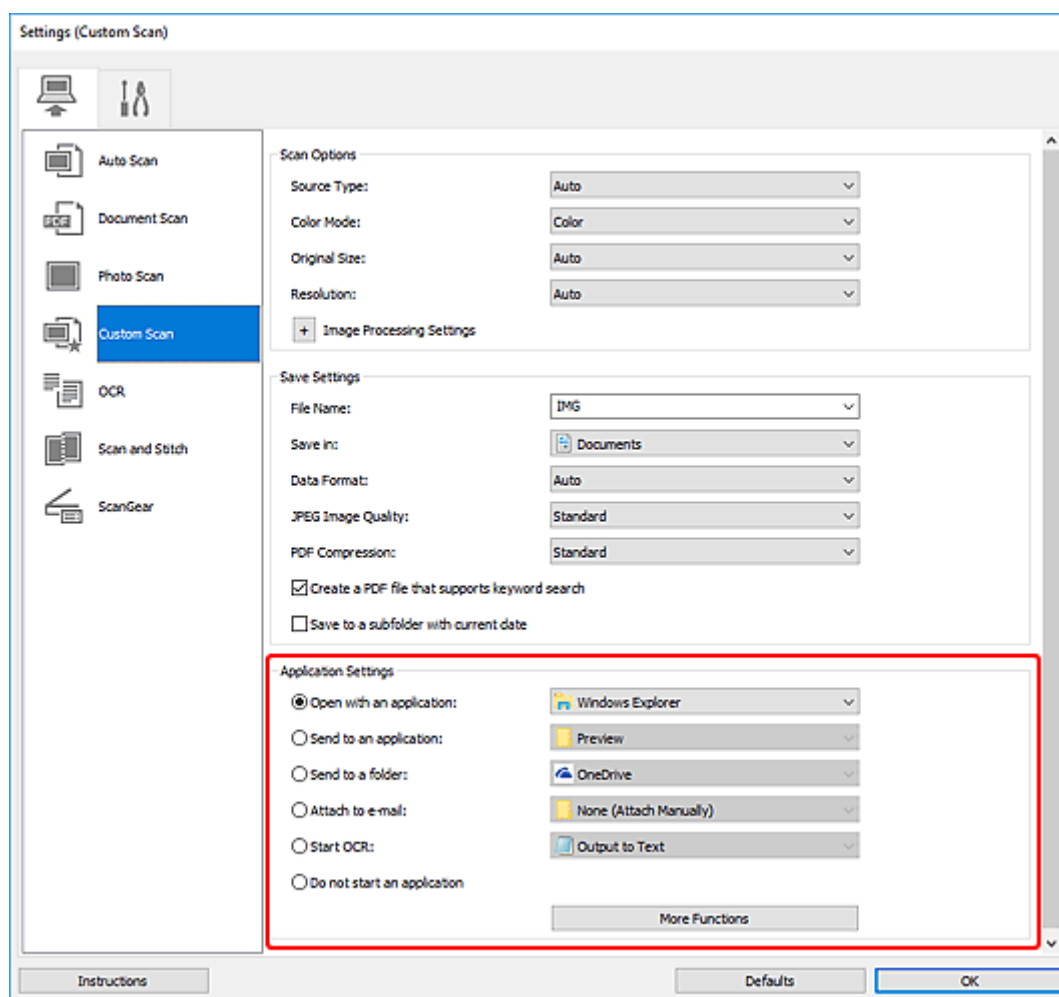 Settings (Custom Scan)
Auto Scan
Document Scan
Photo Scan
Custom Scan
OCR
Scan and Stitch
ScanGear
Scan Options
Source Type: Auto
Color Mode: Color
Original Size: Auto
Resolution: Auto
+ Image Processing Settings
Save Settings
File Name: IMG
Save in: Documents
Data Format: Auto
JPEG Image Quality: Standard
PDF Compression: Standard
Create a PDF file that supports keyword search
Save to a subfolder with current date
Application Settings
Open with an application: Windows Explorer
Send to an application: Preview
Send to a folder: OneDrive
Attach to e-mail: None (Attach Manually)
Start OCR: Output to Text
Do not start an application
More Functions
Instructions Defaults OK